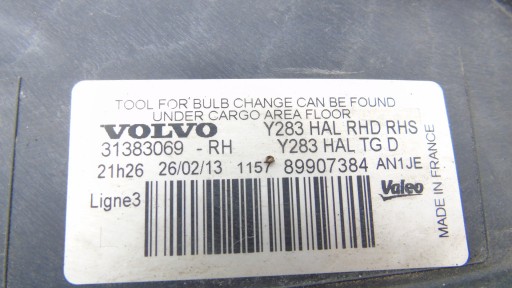 TOOL FOR BULB CHANGE CAN BE FOUND
UNDER CARGO AREA FLOOR
VOLVO Y283 HAL RHD RHS
31383069 - RH Y283 HAL TG D
21h26 26/02/13 1157 89907384 AN1JE
Ligne3
Valeo
MADE IN FRANCE